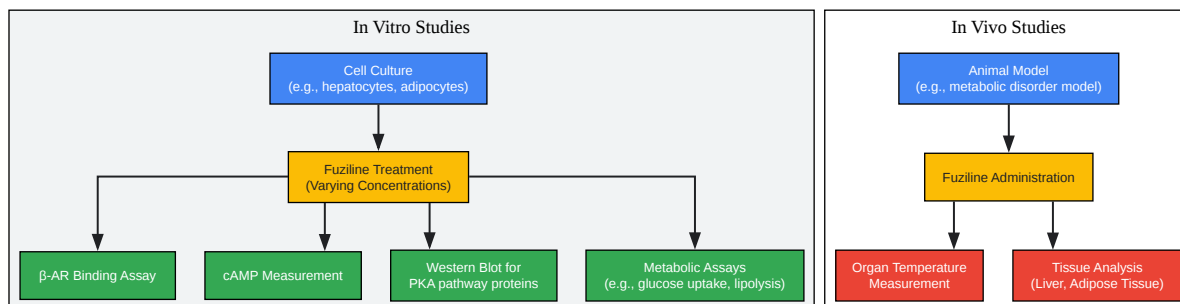 In Vitro Studies
Cell Culture
(e.g., hepatocytes, adipocytes)
Fuziline Treatment
(Varying Concentrations)
β-AR Binding Assay
cAMP Measurement
Western Blot for
PKA pathway proteins
Metabolic Assays
(e.g., glucose uptake, lipolysis)
In Vivo Studies
Animal Model
(e.g., metabolic disorder model)
Fuziline Administration
Organ Temperature
Measurement
Tissue Analysis
(Liver, Adipose Tissue)